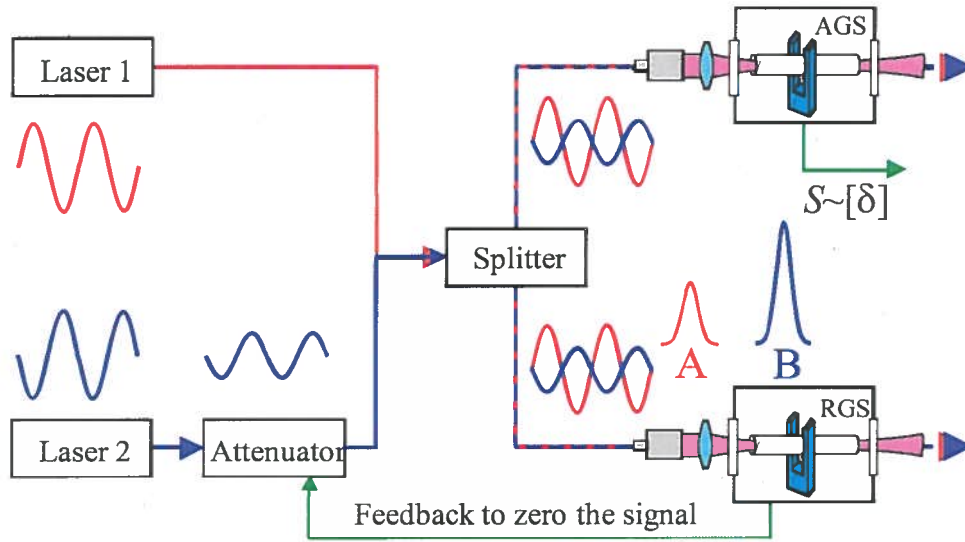 Laser 1
AGS
S~[δ]
Splitter
A
B
Laser 2
Attenuator
RGS
Feedback to zero the signal